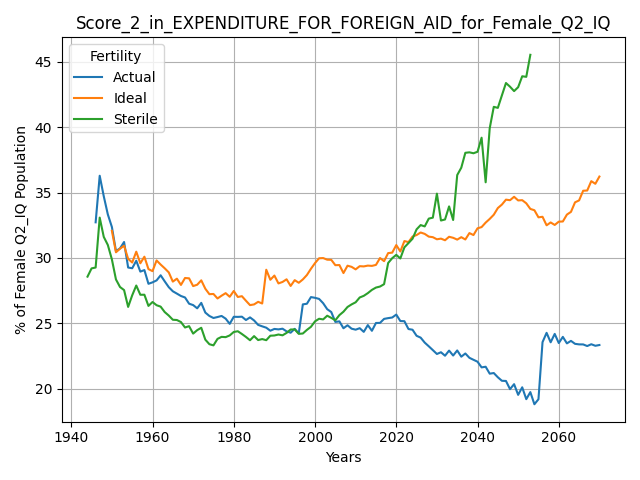 Score_2_in_EXPENDITURE_FOR_FOREIGN_AID_for_Female_Q2_IQ
Fertility
Actual
Ideal
Sterile
% of Female Q2_IQ Population
45
40
35
30
25
20
1940
1960
1980
2000
2020
2040
2060
Years